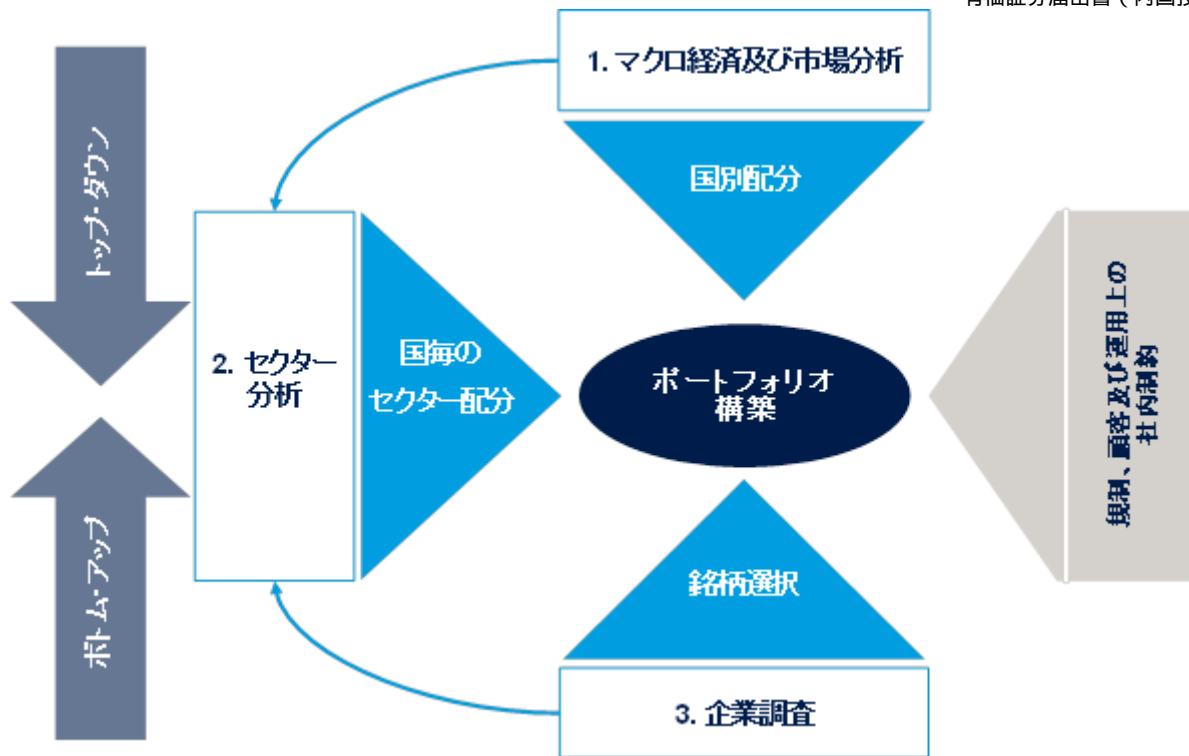 1. マクロ経済及び市場分析
国別配分
トップ・ダウン
2. セクター
分析
国毎の
セクター配分
ポートフォリオ
構築
規制、顧客及び運用上の
社内制約
ボトム・アップ
銘柄選択
3. 企業調査